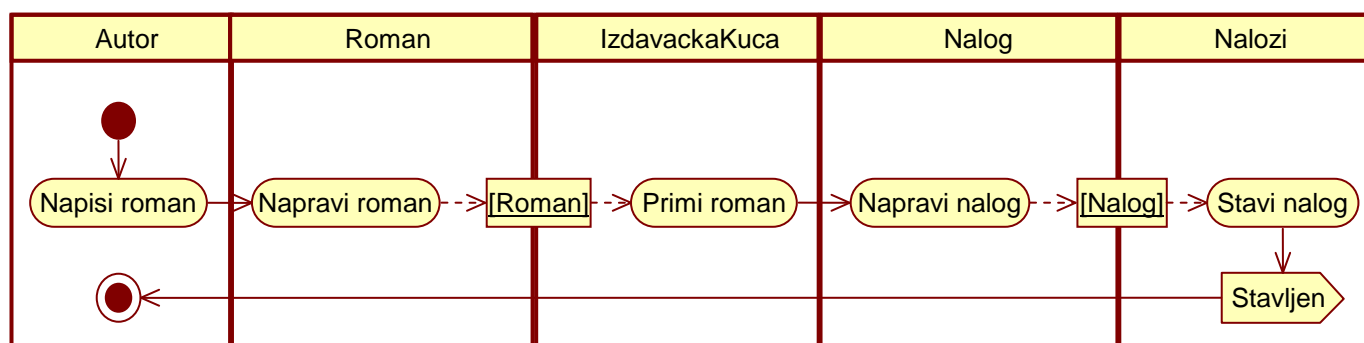 Autor
Roman
IzdavackaKuca
Nalog
Nalozi
Napisi roman
Napravi roman
[Roman]
Primi roman
Napravi nalog
[Nalog]
Stavi nalog
Stavljen